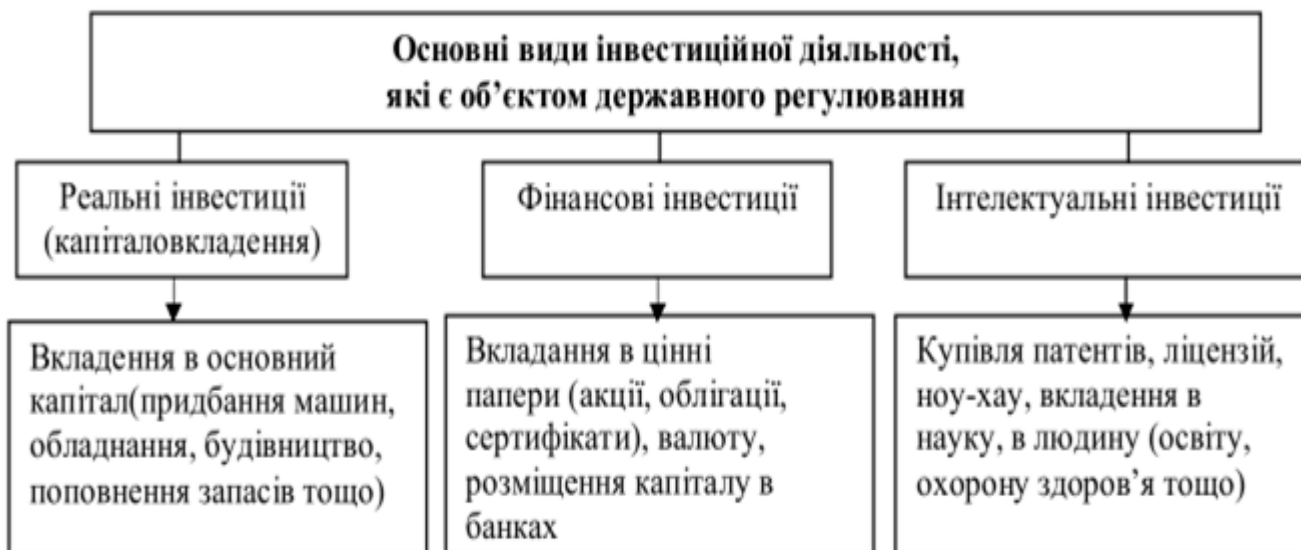 Основні види інвестиційної діяльності,
які є об’єктом державного регулювання
Реальні інвестиції
(капіталовкладення)
Фінансові інвестиції
Інтелектуальні інвестиції
Вкладення в основний
капітал(придбання машин,
обладнання, будівництво,
поповнення запасів тощо)
Вкладання в цінні
папери (акції, облігації,
сертифікати), валюту,
розміщення капіталу в
банках
Купівля патентів, ліцензій,
ноу-хау, вкладення в
науку, в людину (освіту,
охорону здоров’я тощо)